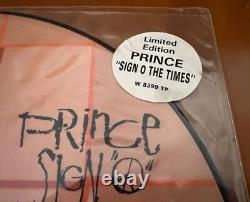 Limited
Edition
PRINCE
"SIGN O THE TIMES"
W 8399 TP
PRINCE
SIGN "☮"